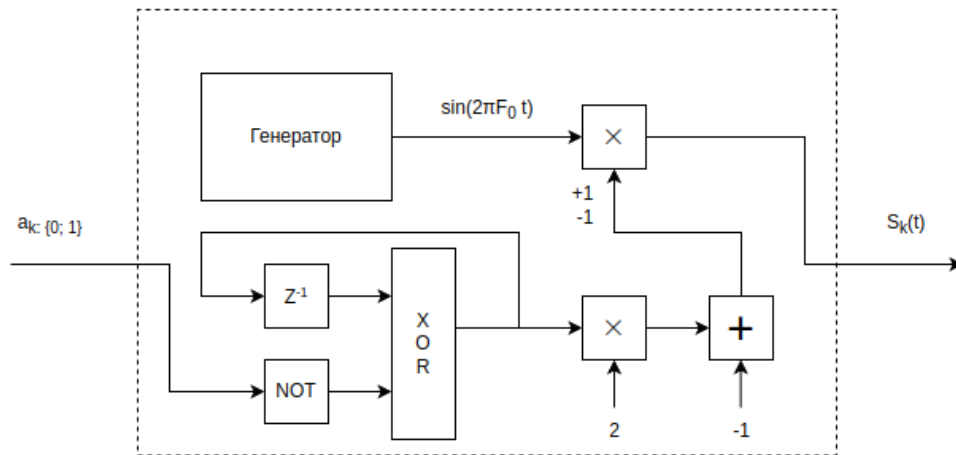 sin(2πF₀ t)
Генератор
×
+1
-1
aₖ: {0; 1}
Sₖ(t)
Z⁻¹
X
O
R
×
+
NOT
2
-1